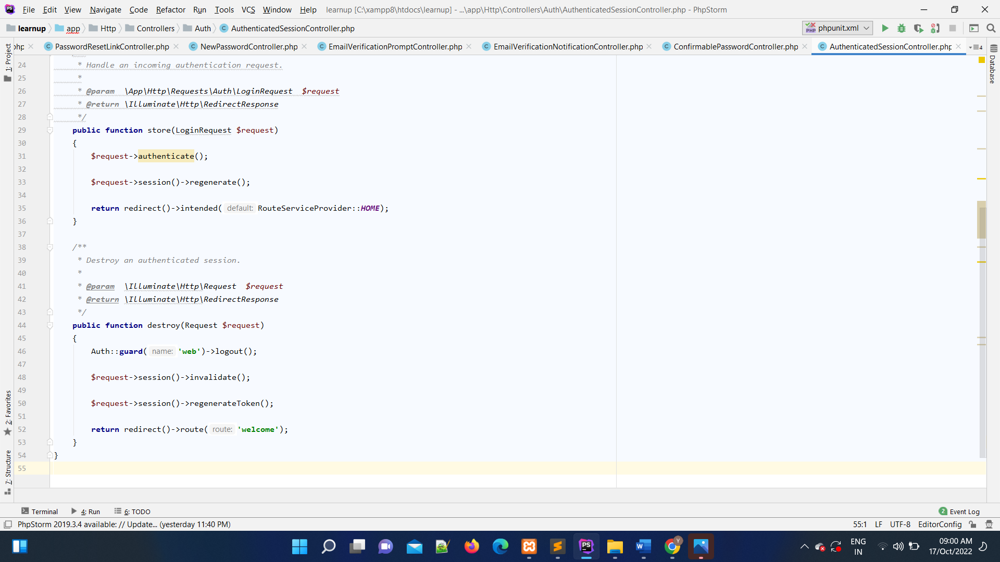 File Edit View Navigate Code Refactor Run Tools VCS Window Help learnup [C:\xampp8\htdocs\learnup] - ...\app\Http\Controllers\Auth\AuthenticatedSessionController.php - PhpStorm
learnup app Http Controllers Auth AuthenticatedSessionController.php phpunit.xml
php PasswordResetLinkController.php NewPasswordController.php EmailVerificationPromptController.php EmailVerificationNotificationController.php ConfirmablePasswordController.php AuthenticatedSessionController.php 4
1: Project
Database
24 * Handle an incoming authentication request.
25 *
26 * @param \App\Http\Requests\Auth\LoginRequest $request
27 * @return \Illuminate\Http\RedirectResponse
28 */
29 public function store(LoginRequest $request)
30 {
31 $request->authenticate();
32
33 $request->session()->regenerate();
34
35 return redirect()->intended( default: RouteServiceProvider::HOME);
36 }
37
38 /**
39 * Destroy an authenticated session.
40 *
41 * @param \Illuminate\Http\Request $request
42 * @return \Illuminate\Http\RedirectResponse
43 */
44 public function destroy(Request $request)
45 {
46 Auth::guard( name: 'web')->logout();
47
48 $request->session()->invalidate();
49
50 $request->session()->regenerateToken();
51
52 return redirect()->route( route: 'welcome');
53 }
54 }
55
2: Favorites
7: Structure
Terminal 4: Run 6: TODO 2 Event Log
PhpStorm 2019.3.4 available: // Update... (yesterday 11:40 PM) 55:1 LF UTF-8 EditorConfig
ENG 09:00 AM
IN 17/Oct/2022